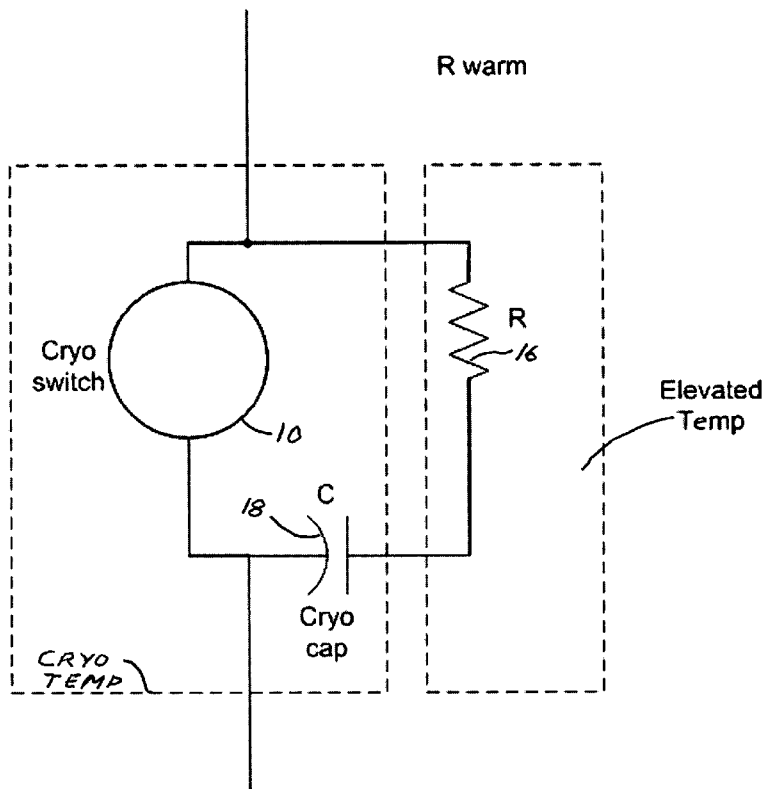 R warm
R
16
Cryo
switch
10
Elevated
Temp
C
18
Cryo
cap
CRYO
TEMP